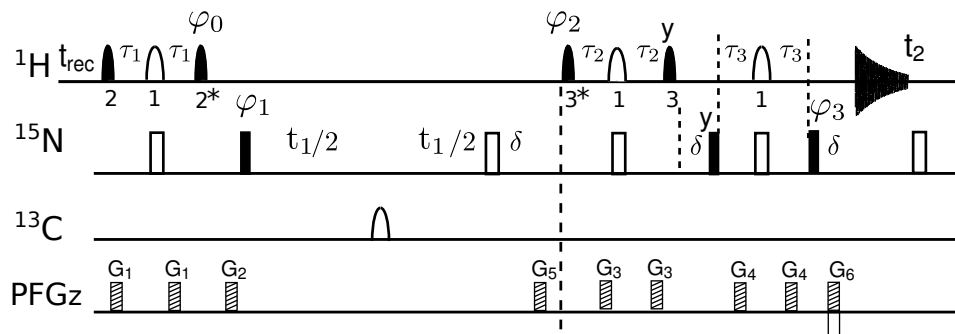 φ0 φ2 y
1H trec τ1 τ1 τ2 τ2 τ3 τ3 t2
2 1 2* 3* 1 3 1
φ1 y φ3
15N t1/2 t1/2 δ δ δ
13C
G1 G1 G2 G5 G3 G3 G4 G4 G6
PFGz